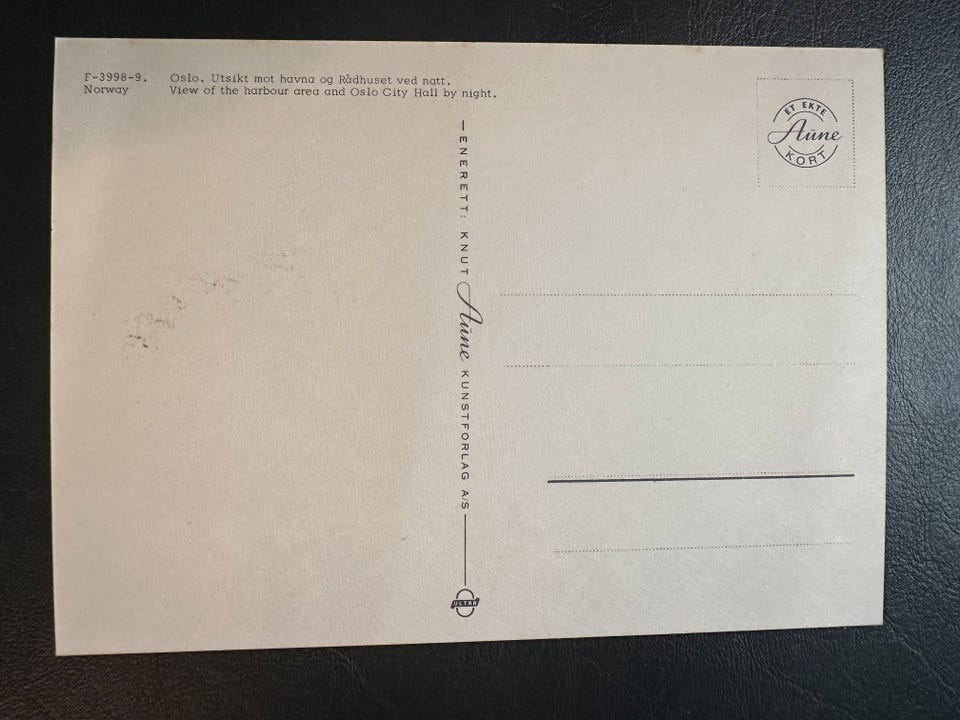 F-3998-9. Oslo. Utsikt mot havna og Rådhuset ved natt.
Norway View of the harbour area and Oslo City Hall by night.
ET EKTE
Aune
KORT
ENERETT: KNUT Aune KUNSTFORLAG A/S
ULTRA